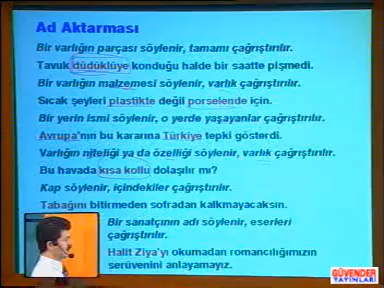 Ad Aktarması
Bir varlığın parçası söylenir, tamamı çağrıştırılır.
Tavuk düdüklüye konduğu halde bir saatte pişmedi.
Bir varlığın malzemesi söylenir, varlık çağrıştırılır.
Sıcak şeyleri plastikte değil porselende için.
Bir yerin ismi söylenir, o yerde yaşayanlar çağrıştırılır.
Avrupa'nın bu kararına Türkiye tepki gösterdi.
Varlığın niteliği ya da özelliği söylenir, varlık çağrıştırılır.
Bu havada kısa kollu dolaşılır mı?
Kap söylenir, içindekiler çağrıştırılır.
Tabağını bitirmeden sofradan kalkmayacaksın.
Bir sanatçının adı söylenir, eserleri
çağrıştırılır.
Halit Ziya'yı okumadan romancılığımızın
serüvenini anlayamayız.
GÜVENDER
YAYINLARI